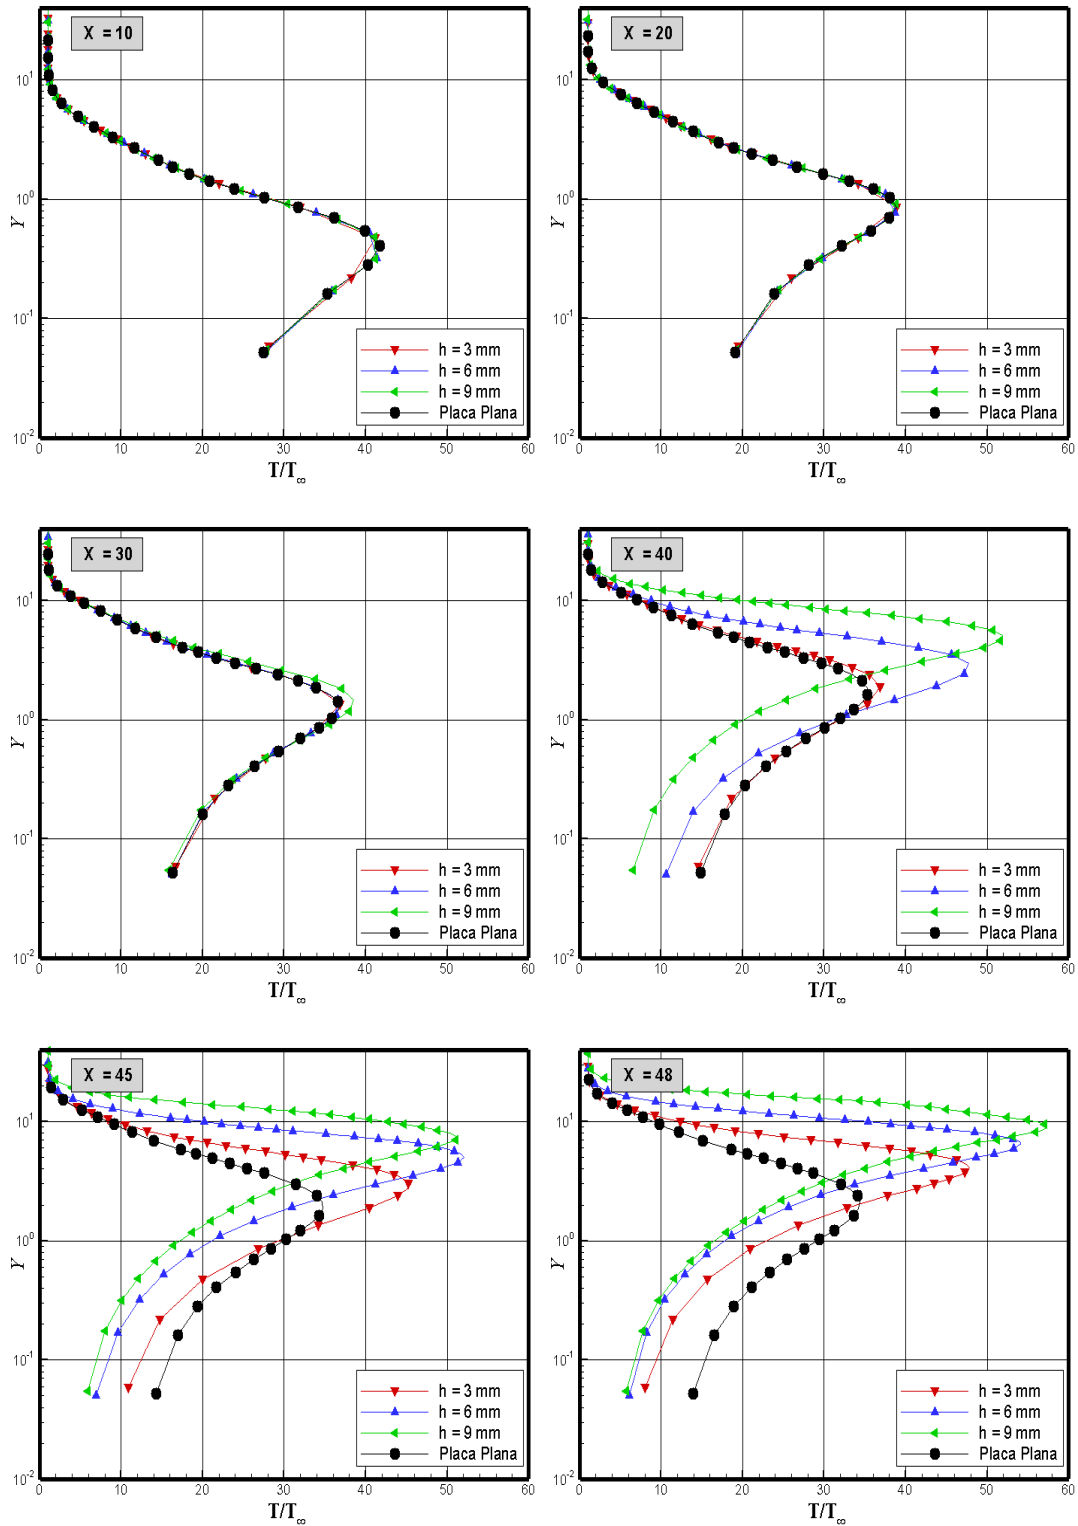 X = 10
10¹
10⁰
10⁻¹
10⁻²
Y
h = 3 mm
h = 6 mm
h = 9 mm
Placa Plana
0 10 20 30 40 50 60
T/T∞
X = 20
10¹
10⁰
10⁻¹
10⁻²
Y
h = 3 mm
h = 6 mm
h = 9 mm
Placa Plana
0 10 20 30 40 50 60
T/T∞
X = 30
10¹
10⁰
10⁻¹
10⁻²
Y
h = 3 mm
h = 6 mm
h = 9 mm
Placa Plana
0 10 20 30 40 50 60
T/T∞
X = 40
10¹
10⁰
10⁻¹
10⁻²
Y
h = 3 mm
h = 6 mm
h = 9 mm
Placa Plana
0 10 20 30 40 50 60
T/T∞
X = 45
10¹
10⁰
10⁻¹
10⁻²
Y
h = 3 mm
h = 6 mm
h = 9 mm
Placa Plana
0 10 20 30 40 50 60
T/T∞
X = 48
10¹
10⁰
10⁻¹
10⁻²
Y
h = 3 mm
h = 6 mm
h = 9 mm
Placa Plana
0 10 20 30 40 50 60
T/T∞